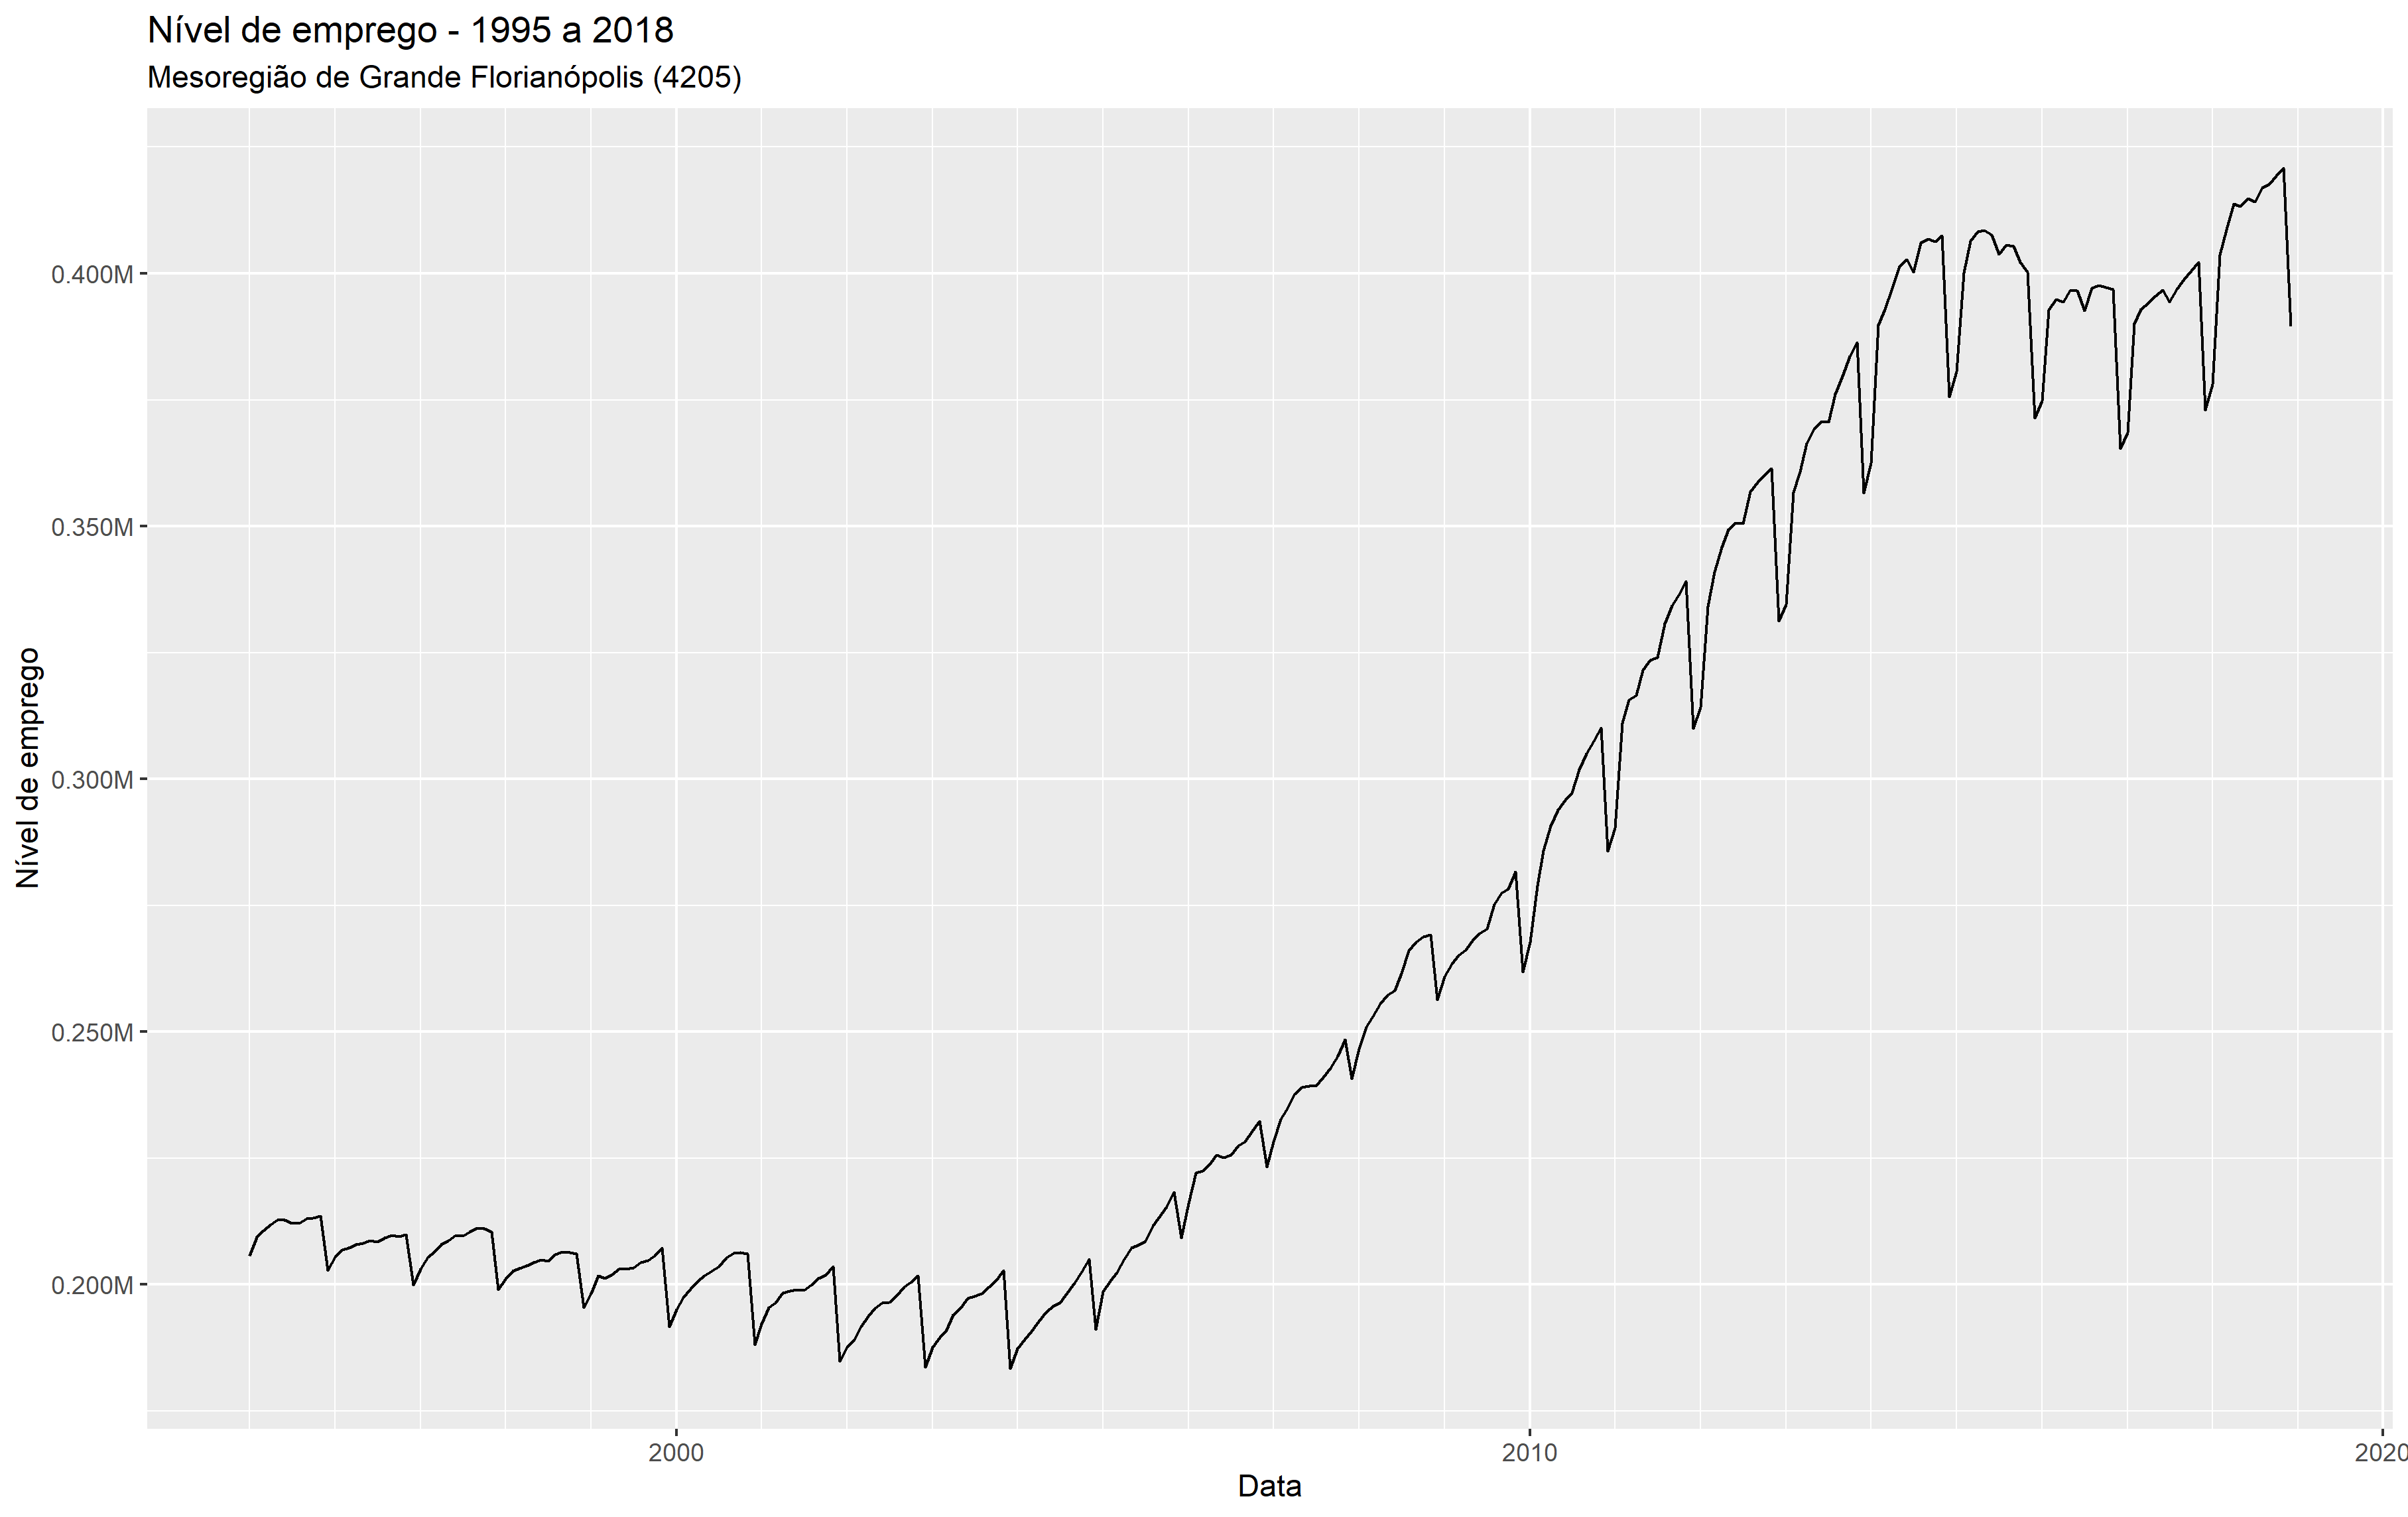 Nível de emprego - 1995 a 2018
Mesoregião de Grande Florianópolis (4205)
Nível de emprego
0.400M
0.350M
0.300M
0.250M
0.200M
2000
2010
2020
Data